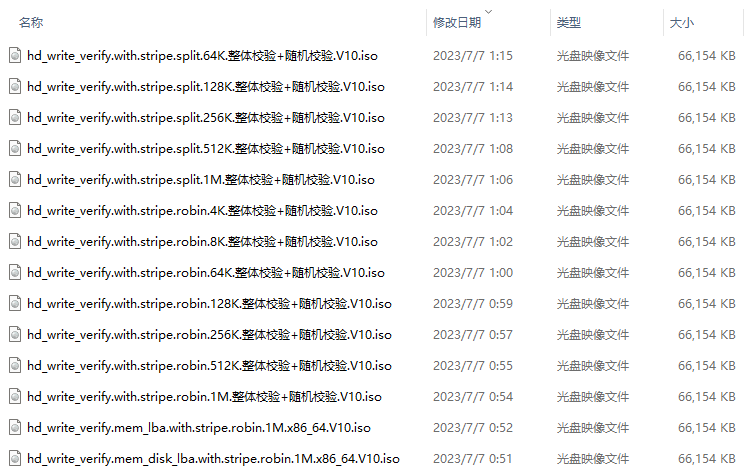 名称 修改日期 类型 大小
hd_write_verify.with.stripe.split.64K.整体校验+随机校验.V10.iso 2023/7/7 1:15 光盘映像文件 66,154 KB
hd_write_verify.with.stripe.split.128K.整体校验+随机校验.V10.iso 2023/7/7 1:14 光盘映像文件 66,154 KB
hd_write_verify.with.stripe.split.256K.整体校验+随机校验.V10.iso 2023/7/7 1:13 光盘映像文件 66,154 KB
hd_write_verify.with.stripe.split.512K.整体校验+随机校验.V10.iso 2023/7/7 1:08 光盘映像文件 66,154 KB
hd_write_verify.with.stripe.split.1M.整体校验+随机校验.V10.iso 2023/7/7 1:06 光盘映像文件 66,154 KB
hd_write_verify.with.stripe.robin.4K.整体校验+随机校验.V10.iso 2023/7/7 1:04 光盘映像文件 66,154 KB
hd_write_verify.with.stripe.robin.8K.整体校验+随机校验.V10.iso 2023/7/7 1:02 光盘映像文件 66,154 KB
hd_write_verify.with.stripe.robin.64K.整体校验+随机校验.V10.iso 2023/7/7 1:00 光盘映像文件 66,154 KB
hd_write_verify.with.stripe.robin.128K.整体校验+随机校验.V10.iso 2023/7/7 0:59 光盘映像文件 66,154 KB
hd_write_verify.with.stripe.robin.256K.整体校验+随机校验.V10.iso 2023/7/7 0:57 光盘映像文件 66,154 KB
hd_write_verify.with.stripe.robin.512K.整体校验+随机校验.V10.iso 2023/7/7 0:55 光盘映像文件 66,154 KB
hd_write_verify.with.stripe.robin.1M.整体校验+随机校验.V10.iso 2023/7/7 0:54 光盘映像文件 66,154 KB
hd_write_verify.mem_lba.with.stripe.robin.1M.x86_64.V10.iso 2023/7/7 0:52 光盘映像文件 66,154 KB
hd_write_verify.mem_disk_lba.with.stripe.robin.1M.x86_64.V10.iso 2023/7/7 0:51 光盘映像文件 66,154 KB